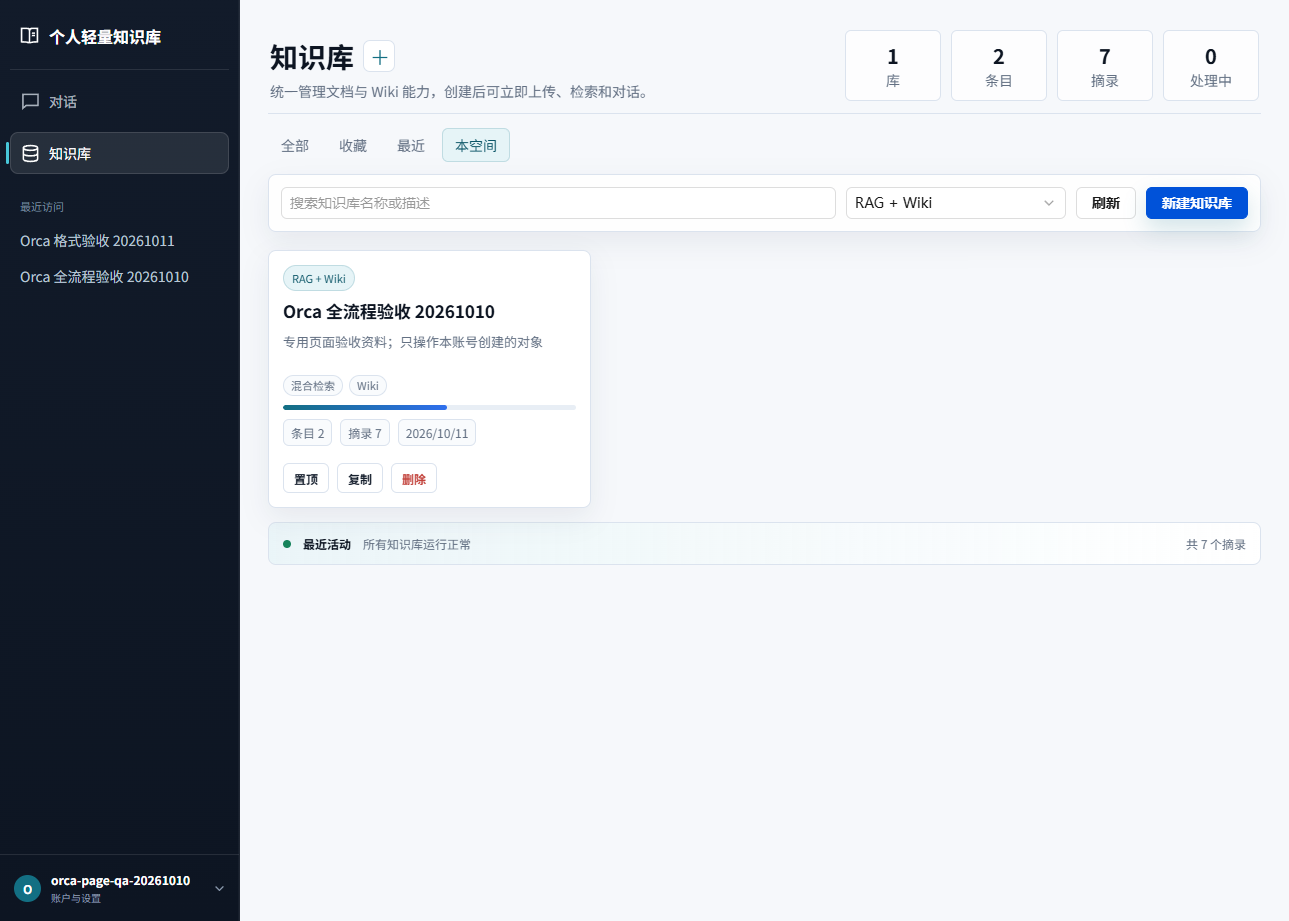 个人轻量知识库
对话
知识库
最近访问
Orca 格式验收 20261011
Orca 全流程验收 20261010
O
orca-page-qa-20261010
账户与设置
知识库
统一管理文档与 Wiki 能力，创建后可立即上传、检索和对话。
1
库
2
条目
7
摘录
0
处理中
全部 收藏 最近 本空间
搜索知识库名称或描述 RAG + Wiki 刷新 新建知识库
RAG + Wiki
Orca 全流程验收 20261010
专用页面验收资料；只操作本账号创建的对象
混合检索 Wiki
条目 2 摘录 7 2026/10/11
置顶 复制 删除
最近活动 所有知识库运行正常 共 7 个摘录